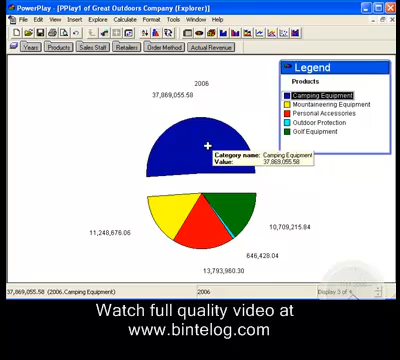 PowerPlay - [PPlay1 of Great Outdoors Company (Explorer)]
File Edit View Insert Explore Calculate Format Tools Window Help
Years Products Sales Staff Retailers Order Method Actual Revenue
Legend
Products
Camping Equipment
Mountaineering Equipment
Personal Accessories
Outdoor Protection
Golf Equipment
2006
37,869,055.58
Category name: Camping Equipment
Value: 37,869,055.58
11,248,676.06
10,709,215.84
646,428.04
13,793,960.30
37,869,055.58 (2006.Camping Equipment) 2006 Display 3 of 4
Watch full quality video at
www.bintelog.com